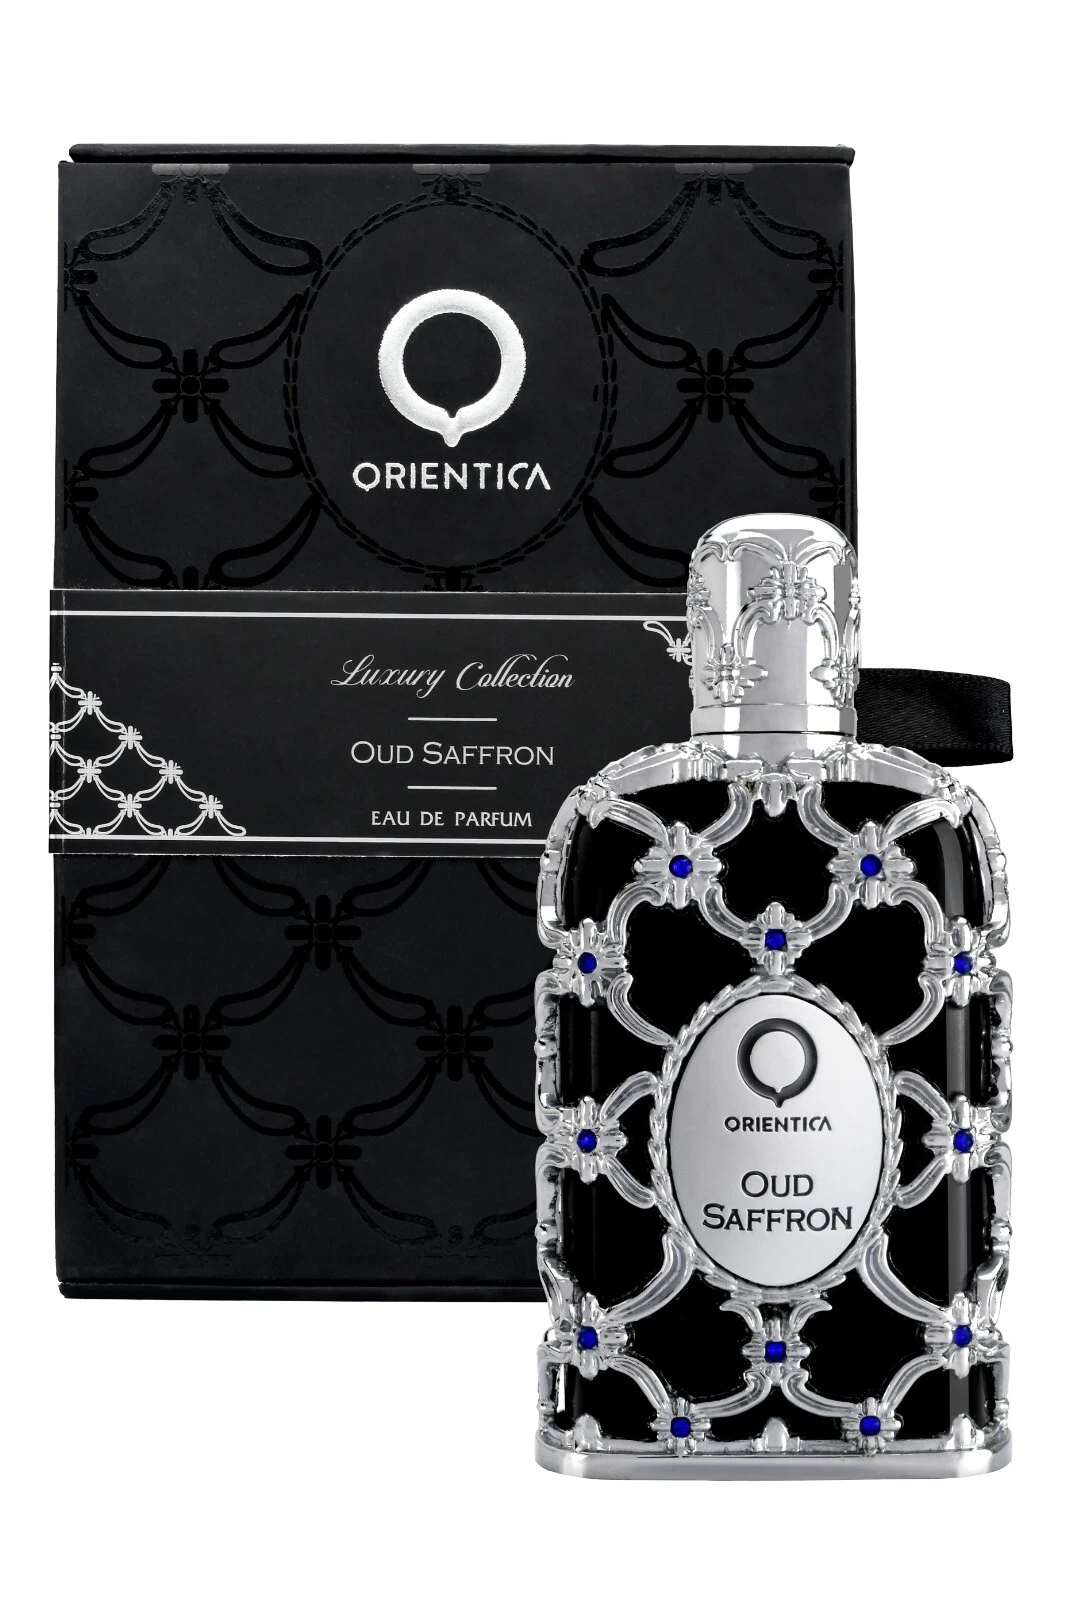 ORIENTICA
Luxury Collection
OUD SAFFRON
EAU DE PARFUM
ORIENTICA
OUD
SAFFRON